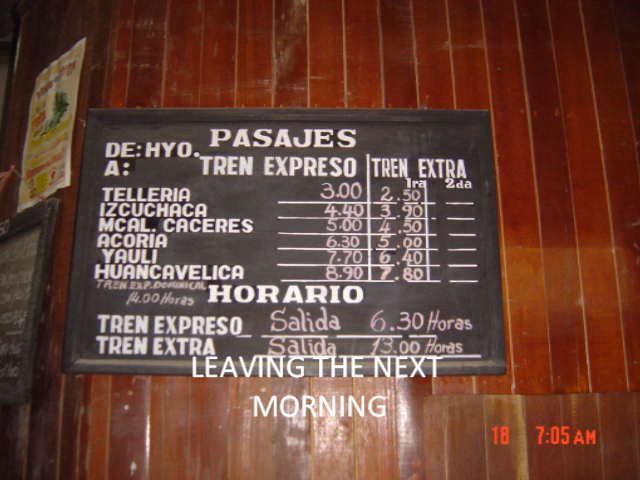 PASAJES
DE: HYO.
A: TREN EXPRESO TREN EXTRA
1ra 2da
TELLERIA 3.00 2.50
IZCUCHACA 4.40 3.90
MCAL. CACERES 5.00 4.50
ACORIA 6.30 5.00
YAULI 7.70 6.40
HUANCAVELICA 8.90 7.80
TREN EXP. DOMINICAL
14.00 Horas
HORARIO
TREN EXPRESO Salida 6.30 Horas
TREN EXTRA Salida 13.00 Horas
LEAVING THE NEXT
MORNING
18 7:05 AM